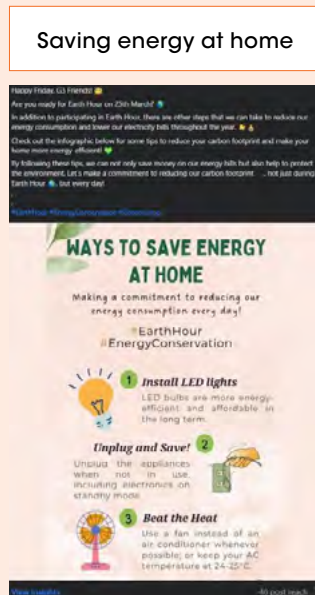 Saving energy at home
Happy Friday, G3 Friends!
Are you ready for Earth Hour on 25th March?
In addition to participating in Earth Hour, there are other steps that we can take to reduce our
energy consumption and lower our electricity bills throughout the year.
Check out the infographic below for some tips to reduce your carbon footprint and make your
home more energy efficient!
By following these tips, we can not only save money on our energy bills but also help to protect
the environment. Let's make a commitment to reducing our carbon footprint ... not just during
Earth Hour , but every day!
#EarthHour #EnergyConservation
WAYS TO SAVE ENERGY
AT HOME
Making a commitment to reducing our
energy consumption every day!
#EarthHour
#EnergyConservation
1 Install LED lights
LED bulbs are more energy-
efficient and affordable in
the long term.
Unplug and Save! 2
Unplug the appliances
when not in use,
including electronics on
standby mode.
3 Beat the Heat
Use a fan instead of an
air conditioner whenever
possible; or keep your AC
temperature at 24-25°C.
View Insights
46 post reach